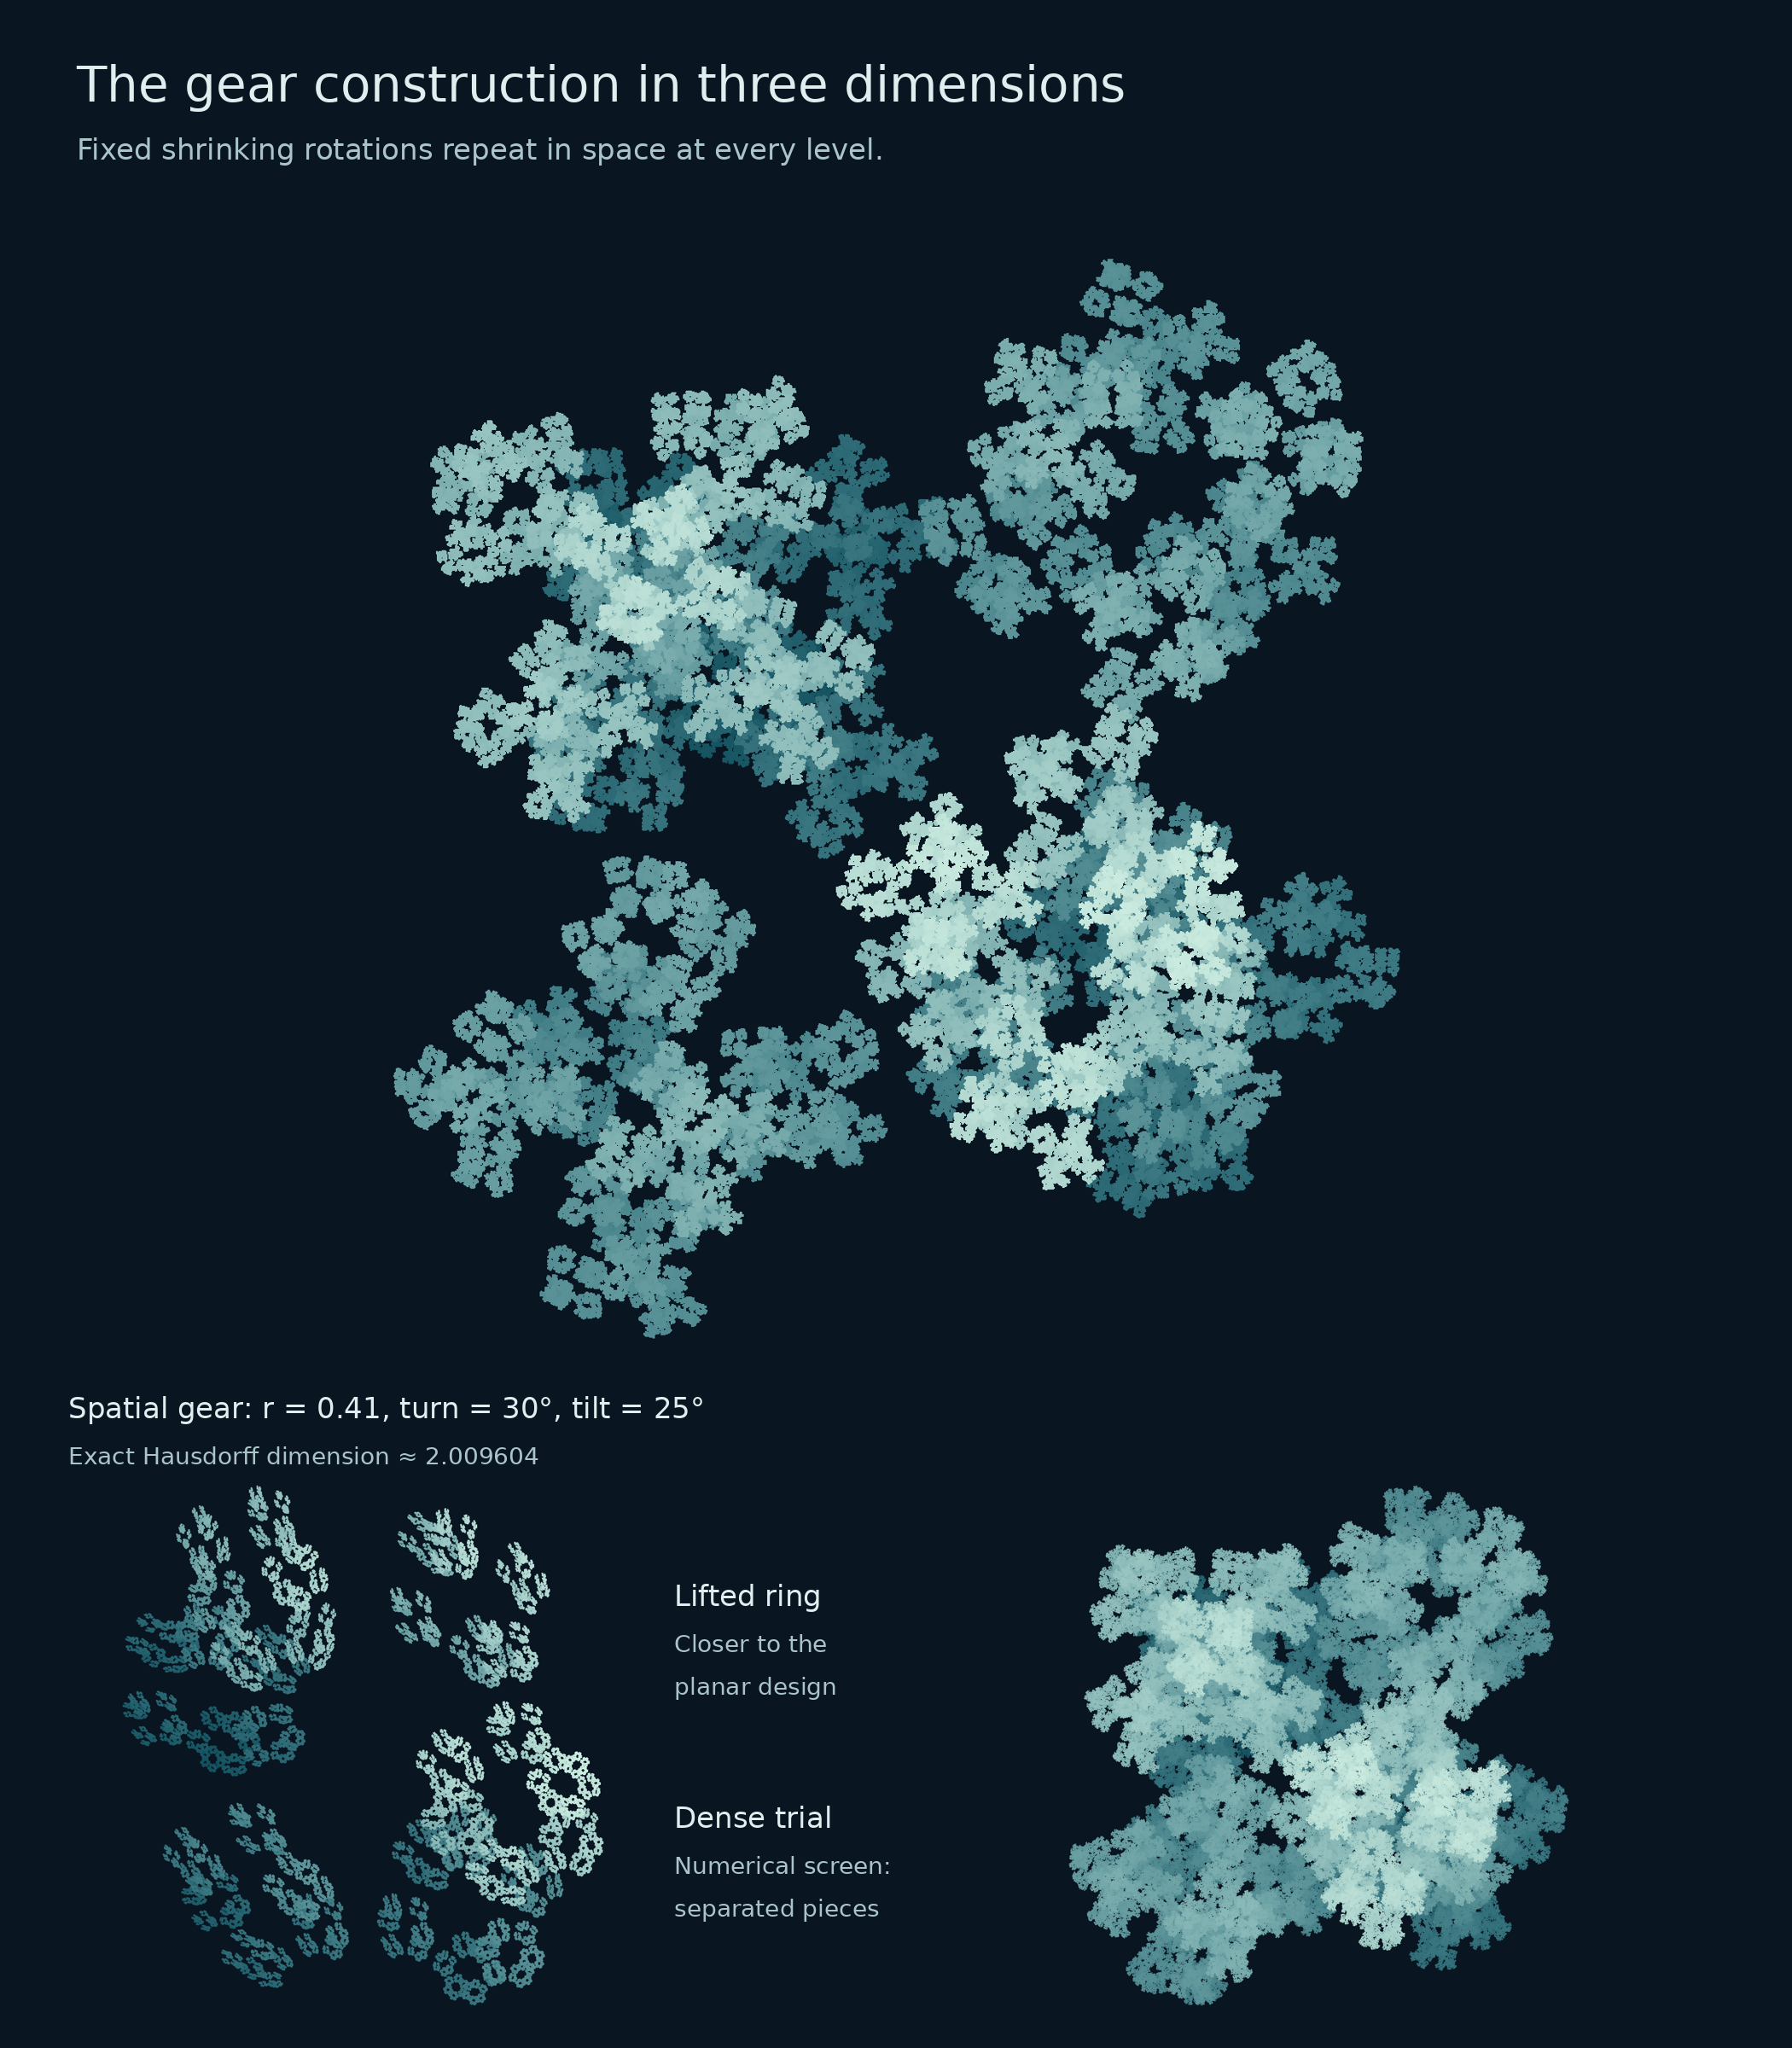 The gear construction in three dimensions
Fixed shrinking rotations repeat in space at every level.
Spatial gear: r = 0.41, turn = 30°, tilt = 25°
Exact Hausdorff dimension ≈ 2.009604
Lifted ring
Closer to the
planar design
Dense trial
Numerical screen:
separated pieces